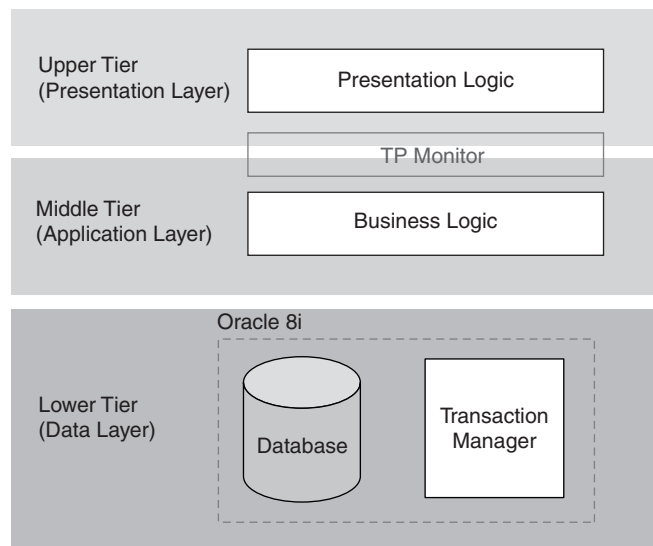 Upper Tier
(Presentation Layer)
Presentation Logic
TP Monitor
Middle Tier
(Application Layer)
Business Logic
Oracle 8i
Lower Tier
(Data Layer)
Database
Transaction
Manager